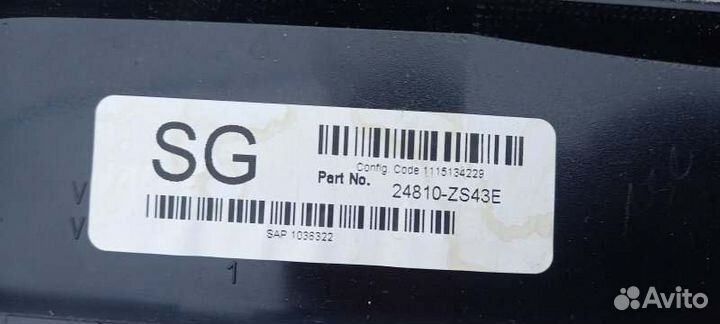 SG
Config. Code 1115134229
Part No. 24810-ZS43E
SAP 1036322
V
V
1
Avito